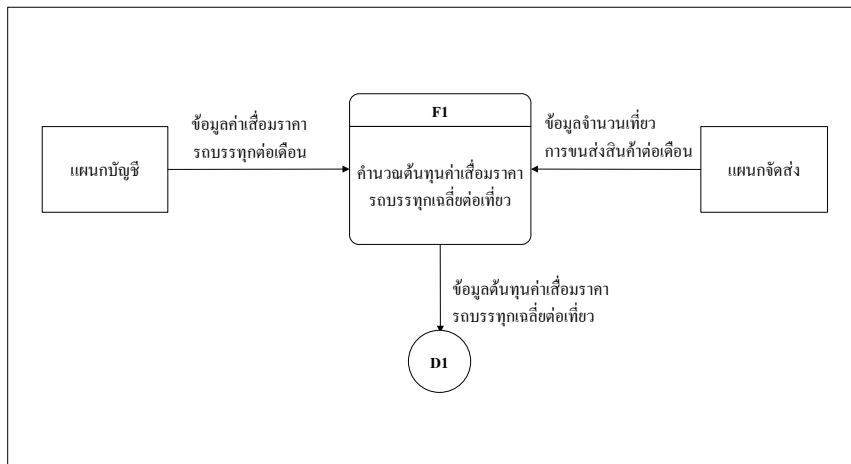 F1
ข้อมูลค่าเสื่อมราคา
รถบรรทุกต่อเดือน
ข้อมูลจำนวนเที่ยว
การขนส่งสินค้าต่อเดือน
แผนกบัญชี
คำนวณต้นทุนค่าเสื่อมราคา
รถบรรทุกเฉลี่ยต่อเที่ยว
แผนกจัดส่ง
ข้อมูลต้นทุนค่าเสื่อมราคา
รถบรรทุกเฉลี่ยต่อเที่ยว
D1